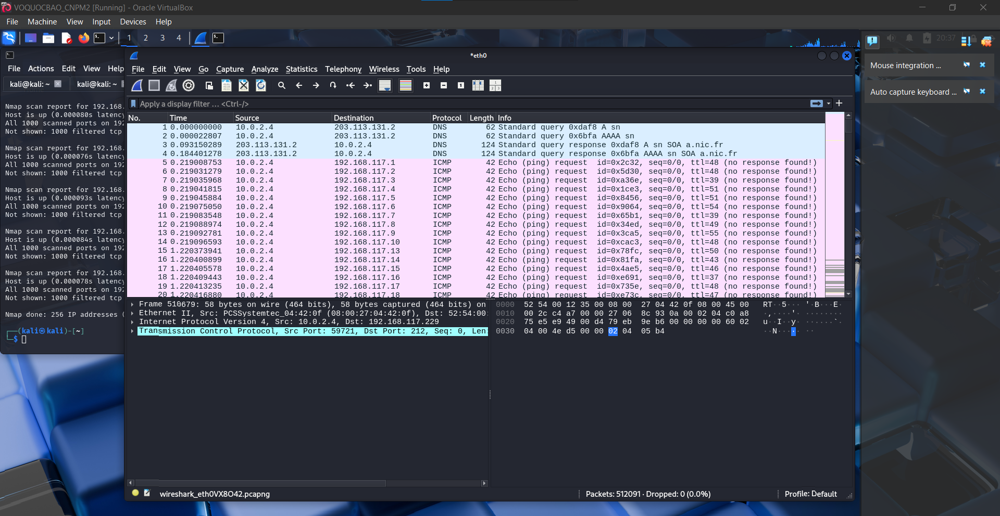 VOQUOCBAO_CNPM2 [Running] - Oracle VirtualBox
File Machine View Input Devices Help
1 2 3 4
20:37
*eth0
File Actions Edit View Help
kali@kali: ~ kali@kali: ~
Nmap scan report for 192.168.
Host is up (0.000080s latency
All 1000 scanned ports on 192
Not shown: 1000 filtered tcp
Nmap scan report for 192.168.
Host is up (0.000076s latency
All 1000 scanned ports on 192
Not shown: 1000 filtered tcp
Nmap scan report for 192.168.
Host is up (0.000093s latency
All 1000 scanned ports on 192
Not shown: 1000 filtered tcp
Nmap scan report for 192.168.
Host is up (0.000084s latency
All 1000 scanned ports on 192
Not shown: 1000 filtered tcp
Nmap scan report for 192.168.
Host is up (0.000078s latency
All 1000 scanned ports on 192
Not shown: 1000 filtered tcp
Nmap done: 256 IP addresses (
(kali㉿kali)-[~]
$
File Edit View Go Capture Analyze Statistics Telephony Wireless Tools Help
Apply a display filter … <Ctrl-/>
No. Time Source Destination Protocol Length Info
1 0.000000000 10.0.2.4 203.113.131.2 DNS 62 Standard query 0xdaf8 A sn
2 0.000022807 10.0.2.4 203.113.131.2 DNS 62 Standard query 0x6bfa AAAA sn
3 0.093150289 203.113.131.2 10.0.2.4 DNS 124 Standard query response 0xdaf8 A sn SOA a.nic.fr
4 0.184401278 203.113.131.2 10.0.2.4 DNS 124 Standard query response 0x6bfa AAAA sn SOA a.nic.fr
5 0.219008753 10.0.2.4 192.168.117.1 ICMP 42 Echo (ping) request id=0x2c32, seq=0/0, ttl=48 (no response found!)
6 0.219031279 10.0.2.4 192.168.117.2 ICMP 42 Echo (ping) request id=0x5d30, seq=0/0, ttl=48 (no response found!)
7 0.219035968 10.0.2.4 192.168.117.3 ICMP 42 Echo (ping) request id=0xa36e, seq=0/0, ttl=39 (no response found!)
8 0.219041815 10.0.2.4 192.168.117.4 ICMP 42 Echo (ping) request id=0x1ce3, seq=0/0, ttl=51 (no response found!)
9 0.219045884 10.0.2.4 192.168.117.5 ICMP 42 Echo (ping) request id=0x8456, seq=0/0, ttl=51 (no response found!)
10 0.219075050 10.0.2.4 192.168.117.6 ICMP 42 Echo (ping) request id=0x9064, seq=0/0, ttl=54 (no response found!)
11 0.219083548 10.0.2.4 192.168.117.7 ICMP 42 Echo (ping) request id=0x65b1, seq=0/0, ttl=39 (no response found!)
12 0.219088974 10.0.2.4 192.168.117.8 ICMP 42 Echo (ping) request id=0x34ed, seq=0/0, ttl=49 (no response found!)
13 0.219092781 10.0.2.4 192.168.117.9 ICMP 42 Echo (ping) request id=0x3ca5, seq=0/0, ttl=55 (no response found!)
14 0.219096593 10.0.2.4 192.168.117.10 ICMP 42 Echo (ping) request id=0xcac3, seq=0/0, ttl=48 (no response found!)
15 1.220373941 10.0.2.4 192.168.117.13 ICMP 42 Echo (ping) request id=0x78fc, seq=0/0, ttl=50 (no response found!)
16 1.220400899 10.0.2.4 192.168.117.14 ICMP 42 Echo (ping) request id=0x81fa, seq=0/0, ttl=43 (no response found!)
17 1.220405578 10.0.2.4 192.168.117.15 ICMP 42 Echo (ping) request id=0x4ae5, seq=0/0, ttl=46 (no response found!)
18 1.220409443 10.0.2.4 192.168.117.16 ICMP 42 Echo (ping) request id=0xe691, seq=0/0, ttl=37 (no response found!)
19 1.220413235 10.0.2.4 192.168.117.17 ICMP 42 Echo (ping) request id=0x735e, seq=0/0, ttl=48 (no response found!)
20 1.220416880 10.0.2.4 192.168.117.18 ICMP 42 Echo (ping) request id=0xe73c, seq=0/0, ttl=47 (no response found!)
Frame 510679: 58 bytes on wire (464 bits), 58 bytes captured (464 bits) on
Ethernet II, Src: PCSSystemtec_04:42:0f (08:00:27:04:42:0f), Dst: 52:54:00:
Internet Protocol Version 4, Src: 10.0.2.4, Dst: 192.168.117.229
Transmission Control Protocol, Src Port: 59721, Dst Port: 212, Seq: 0, Len:
0000 52 54 00 12 35 00 08 00 27 04 42 0f 08 00 45 00 RT··5··· '·B···E·
0010 00 2c c4 a7 00 00 27 06 8c 93 0a 00 02 04 c0 a8 ·,····'· ········
0020 75 e5 e9 49 00 d4 79 eb 9e b6 00 00 00 00 60 02 u··I··y· ······`·
0030 04 00 4e d5 00 00 02 04 05 b4 ··N····· ··
wireshark_eth0VX8O42.pcapng
Packets: 512091 · Dropped: 0 (0.0%)
Profile: Default
Mouse integration ...
Auto capture keyboard ...